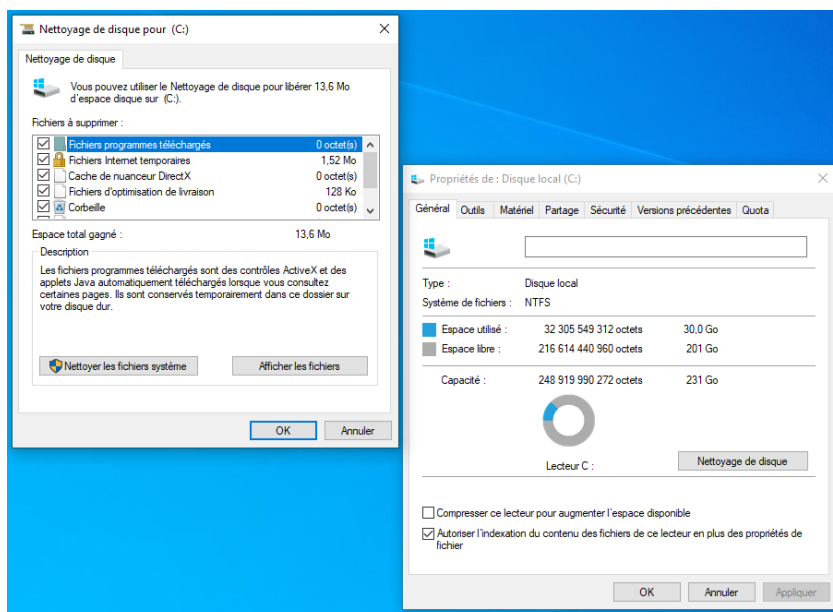 Nettoyage de disque pour (C:)
Nettoyage de disque
Vous pouvez utiliser le Nettoyage de disque pour libérer 13,6 Mo
d'espace disque sur (C:).
Fichiers à supprimer :
Fichiers programmes téléchargés 0 octet(s)
Fichiers Internet temporaires 1,52 Mo
Cache de nuanceur DirectX 0 octet(s)
Fichiers d'optimisation de livraison 128 Ko
Corbeille 0 octet(s)
Espace total gagné : 13,6 Mo
Description
Les fichiers programmes téléchargés sont des contrôles ActiveX et des
applets Java automatiquement téléchargés lorsque vous consultez
certaines pages. Ils sont conservés temporairement dans ce dossier sur
votre disque dur.
Nettoyer les fichiers système Afficher les fichiers
OK Annuler
Propriétés de : Disque local (C:)
Général Outils Matériel Partage Sécurité Versions précédentes Quota
Type : Disque local
Système de fichiers : NTFS
Espace utilisé : 32 305 549 312 octets 30,0 Go
Espace libre : 216 614 440 960 octets 201 Go
Capacité : 248 919 990 272 octets 231 Go
Lecteur C : Nettoyage de disque
Compresser ce lecteur pour augmenter l'espace disponible
Autoriser l'indexation du contenu des fichiers de ce lecteur en plus des propriétés de
fichier
OK Annuler Appliquer